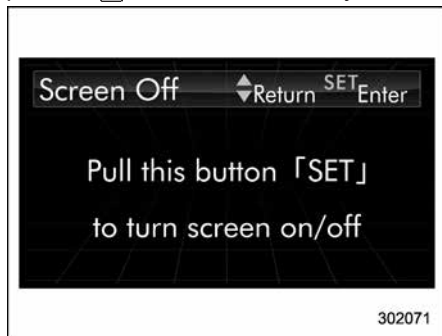 Screen Off ▲▼Return SET Enter
Pull this button「SET」
to turn screen on/off
302071